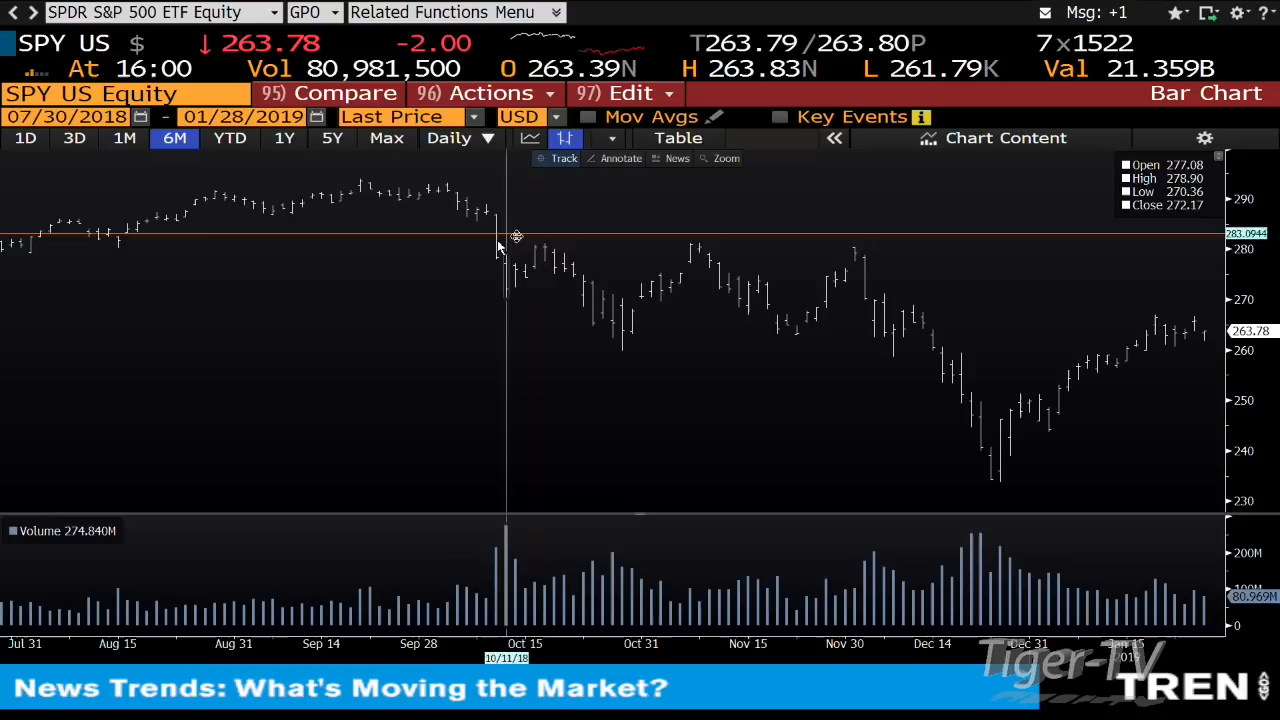 SPDR S&P 500 ETF Equity GPO Related Functions Menu Msg: +1 ?
SPY US $ ↓ 263.78 -2.00 T263.79/263.80P 7x1522
At 16:00 Vol 80,981,500 O 263.39N H 263.83N L 261.79K Val 21.359B
SPY US Equity 95) Compare 96) Actions 97) Edit Bar Chart
07/30/2018 - 01/28/2019 Last Price USD Mov Avgs Key Events i
1D 3D 1M 6M YTD 1Y 5Y Max Daily ▼ Table « Chart Content
Track Annotate News Zoom
Open 277.08
High 278.90
Low 270.36
Close 272.17
290
283.0944
280
270
263.78
260
250
240
230
Volume 274.840M
200M
100M
80.969M
0
Jul 31 Aug 15 Aug 31 Sep 14 Sep 28 Oct 15 Oct 31 Nov 15 Nov 30 Dec 14 Dec 31 Jan 15
10/11/18 2019
Tiger-TV
News Trends: What's Moving the Market? TREN